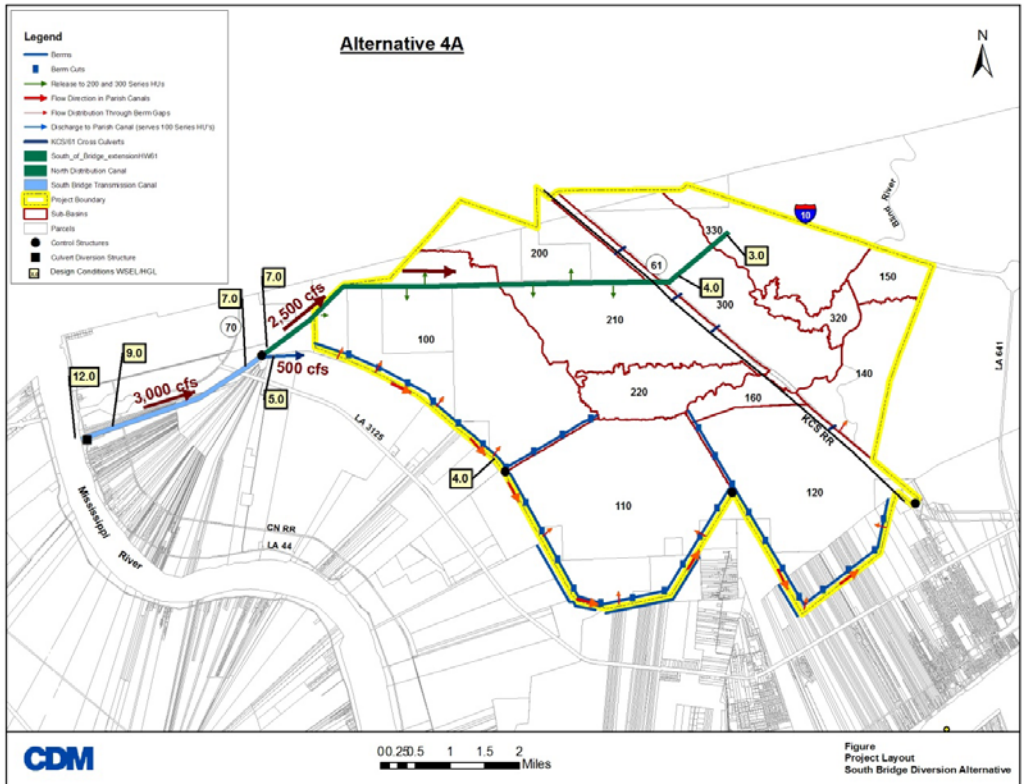 Alternative 4A
N
Legend
Berms
Berm Cuts
Release to 200 and 300 Series HUs
Flow Direction in Parish Canals
Flow Distribution Through Berm Gaps
Discharge to Parish Canal (serves 100 Series HU's)
KCS/61 Cross Culverts
South_of_Bridge_extensionHW61
North Distribution Canal
South Bridge Transmission Canal
Project Boundary
Sub-Basins
Parcels
Control Structures
Culvert Diversion Structure
Design Conditions WSEL/HGL
10
Blind River
330
200
61
3.0
150
7.0
4.0
7.0
2,500 cfs
300
70
210
320
100
9.0
500 cfs
LA 641
12.0
3,000 cfs
5.0
140
220
160
LA 3125
KCS RR
4.0
120
110
Mississippi
River
CN RR
LA 44
CDM
00.250.5 1 1.5 2
Miles
Figure
Project Layout
South Bridge Diversion Alternative